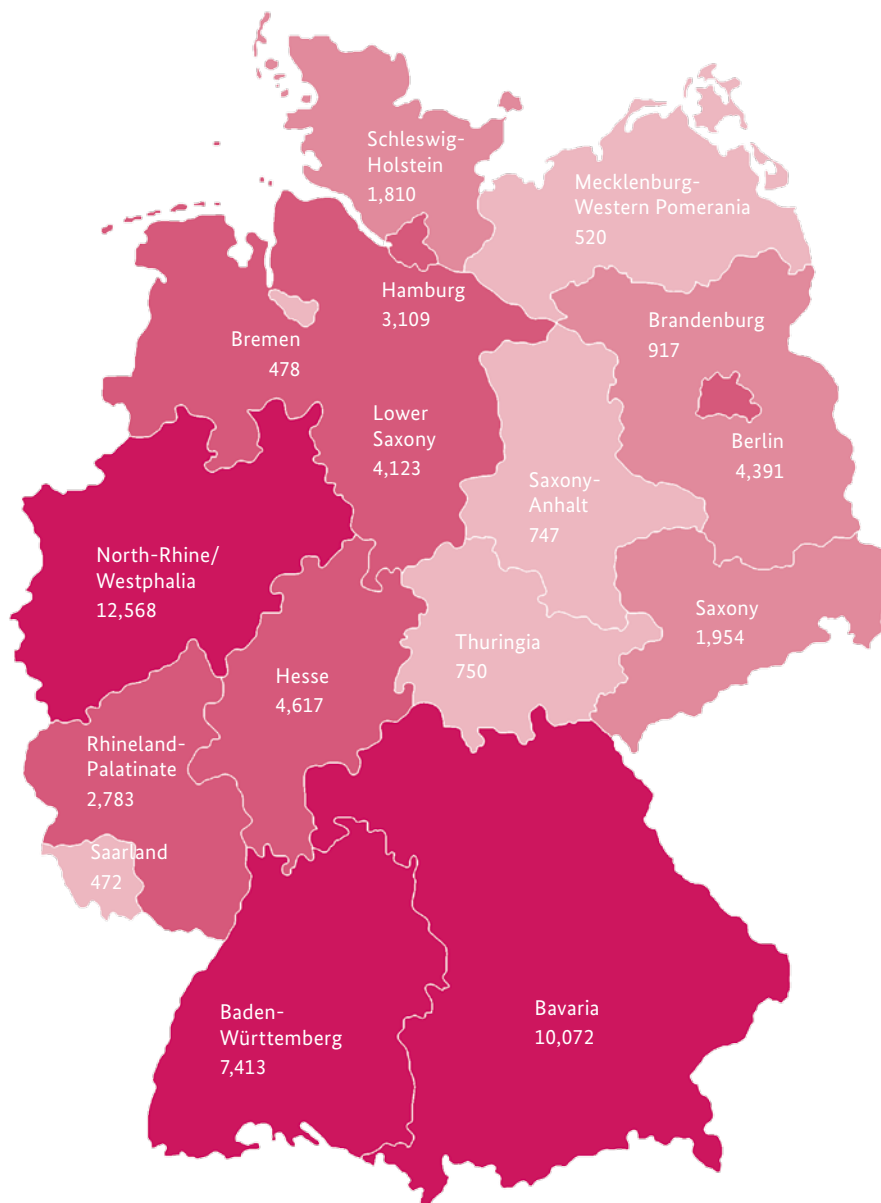 Schleswig-
Holstein
1,810
Mecklenburg-
Western Pomerania
520
Hamburg
3,109
Bremen
478
Brandenburg
917
Lower
Saxony
4,123
Berlin
4,391
Saxony-
Anhalt
747
North-Rhine/
Westphalia
12,568
Saxony
1,954
Thuringia
750
Hesse
4,617
Rhineland-
Palatinate
2,783
Saarland
472
Baden-
Württemberg
7,413
Bavaria
10,072